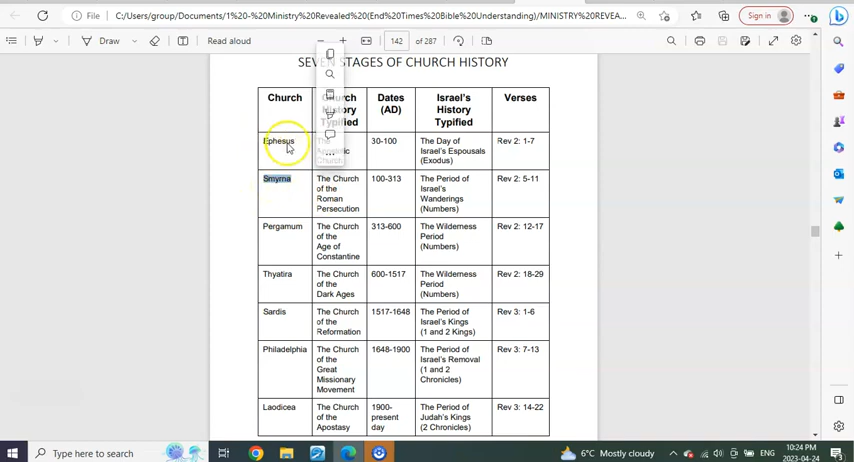 File
C:/Users/group/Documents/1%20-%20Ministry%20Revealed%20(End%20Times%20Bible%20Understanding)/MINISTRY%20REVEA...
Sign in
Draw
Read aloud
142 of 287
SEVEN STAGES OF CHURCH HISTORY
Church
Church
History
Typified
Dates
(AD)
Israel's
History
Typified
Verses
Ephesus
The
Apostolic
Church
30-100
The Day of
Israel's Espousals
(Exodus)
Rev 2: 1-7
Smyrna
The Church
of the
Roman
Persecution
100-313
The Period of
Israel's
Wanderings
(Numbers)
Rev 2: 5-11
Pergamum
The Church
of the
Age of
Constantine
313-600
The Wilderness
Period
(Numbers)
Rev 2: 12-17
Thyatira
The Church
of the
Dark Ages
600-1517
The Wilderness
Period
(Numbers)
Rev 2: 18-29
Sardis
The Church
of the
Reformation
1517-1648
The Period of
Israel's Kings
(1 and 2 Kings)
Rev 3: 1-6
Philadelphia
The Church
of the
Great
Missionary
Movement
1648-1900
The Period of
Israel's Removal
(1 and 2
Chronicles)
Rev 3: 7-13
Laodicea
The Church
of the
Apostasy
1900-
present
day
The Period of
Judah's Kings
(2 Chronicles)
Rev 3: 14-22
Type here to search
6°C Mostly cloudy
ENG
10:24 PM
2023-04-24